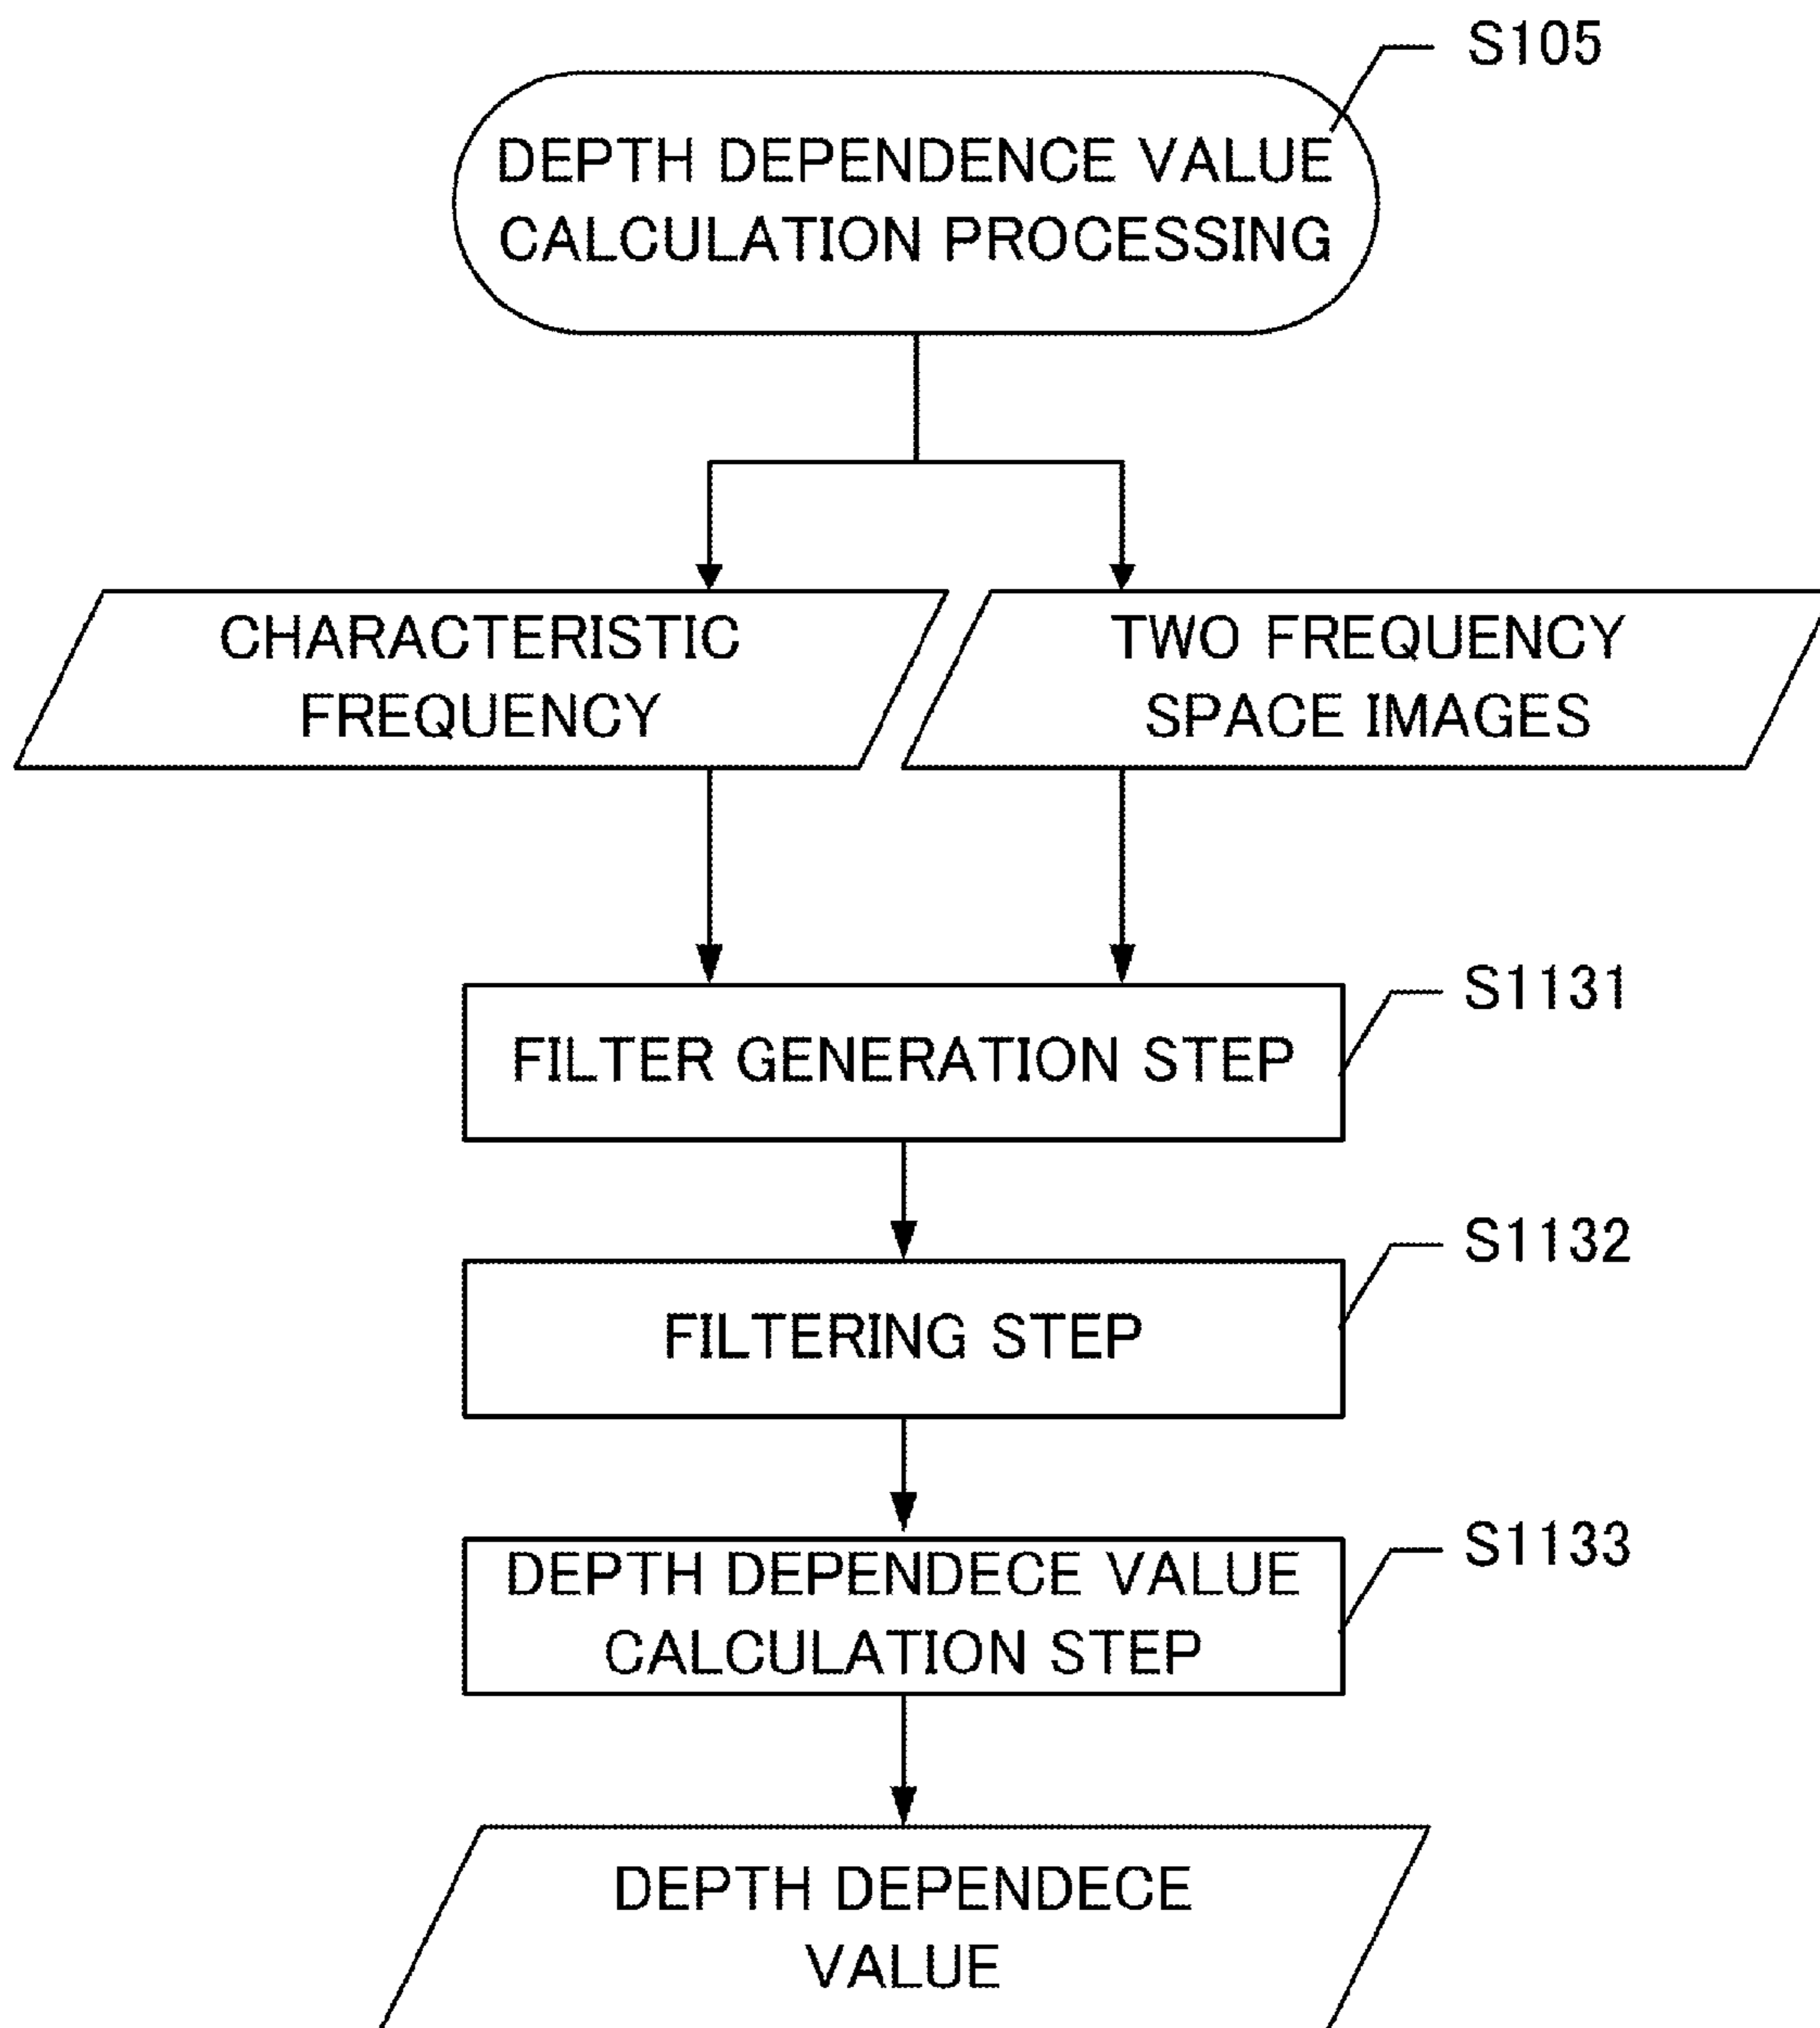 S105
DEPTH DEPENDENCE VALUE
CALCULATION PROCESSING
CHARACTERISTIC
FREQUENCY
TWO FREQUENCY
SPACE IMAGES
S1131
FILTER GENERATION STEP
S1132
FILTERING STEP
S1133
DEPTH DEPENDECE VALUE
CALCULATION STEP
DEPTH DEPENDECE
VALUE